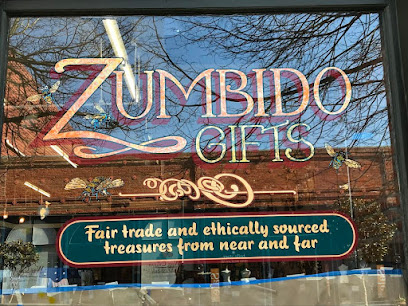 ZUMBIDO
GIFTS
Fair trade and ethically sourced
treasures from near and far